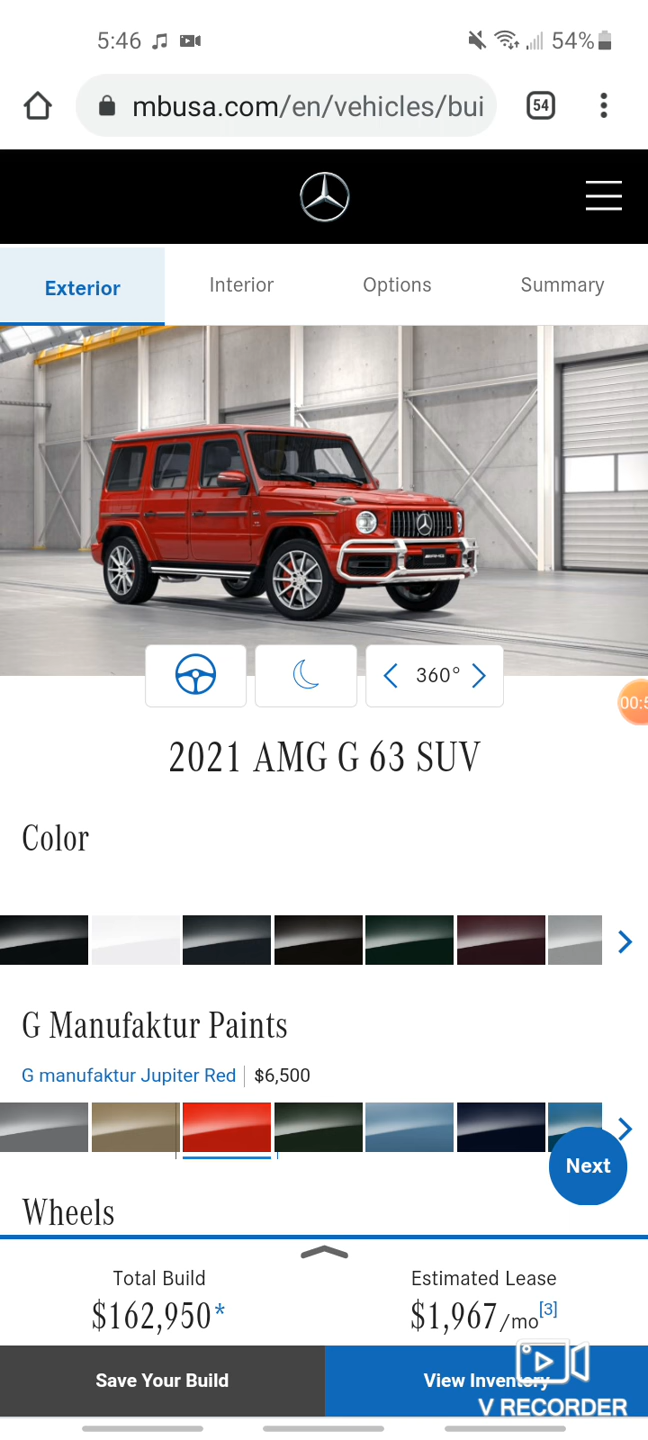 5:46 54%
mbusa.com/en/vehicles/bui 54
Exterior Interior Options Summary
360°
00:5
2021 AMG G 63 SUV
Color
G Manufaktur Paints
G manufaktur Jupiter Red | $6,500
Next
Wheels
Total Build Estimated Lease
$162,950* $1,967/mo[3]
Save Your Build View Inventory
V RECORDER